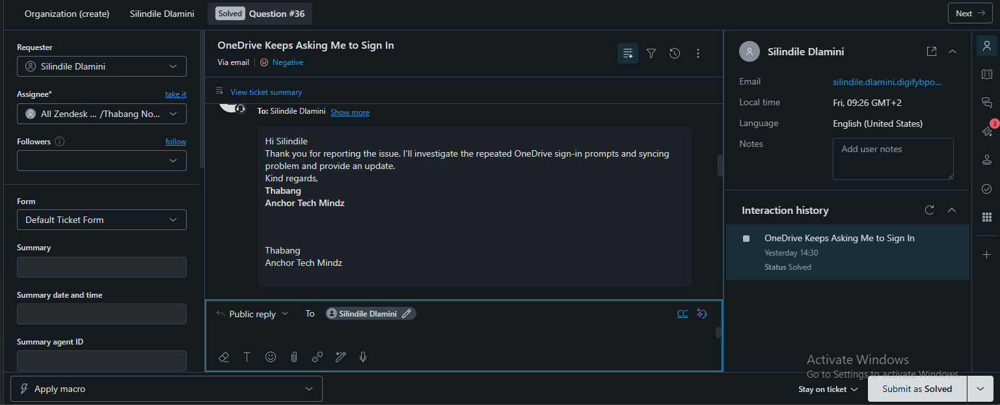 Organization (create)
Silindile Dlamini
Solved Question #36
Next
Requester
Silindile Dlamini
Assignee*
take it
All Zendesk ... /Thabang No...
Followers
follow
Form
Default Ticket Form
Summary
Summary date and time
Summary agent ID
OneDrive Keeps Asking Me to Sign In
Via email
Negative
View ticket summary
To: Silindile Dlamini Show more
Hi Silindile
Thank you for reporting the issue. I’ll investigate the repeated OneDrive sign-in prompts and syncing
problem and provide an update.
Kind regards,
Thabang
Anchor Tech Mindz
Thabang
Anchor Tech Mindz
Public reply
To
Silindile Dlamini
CC
Silindile Dlamini
Email
silindile.dlamini.digifybpo...
Local time
Fri, 09:26 GMT+2
Language
English (United States)
Notes
Add user notes
Interaction history
OneDrive Keeps Asking Me to Sign In
Yesterday 14:30
Status Solved
3
Activate Windows
Go to Settings to activate Windows.
Apply macro
Stay on ticket
Submit as Solved